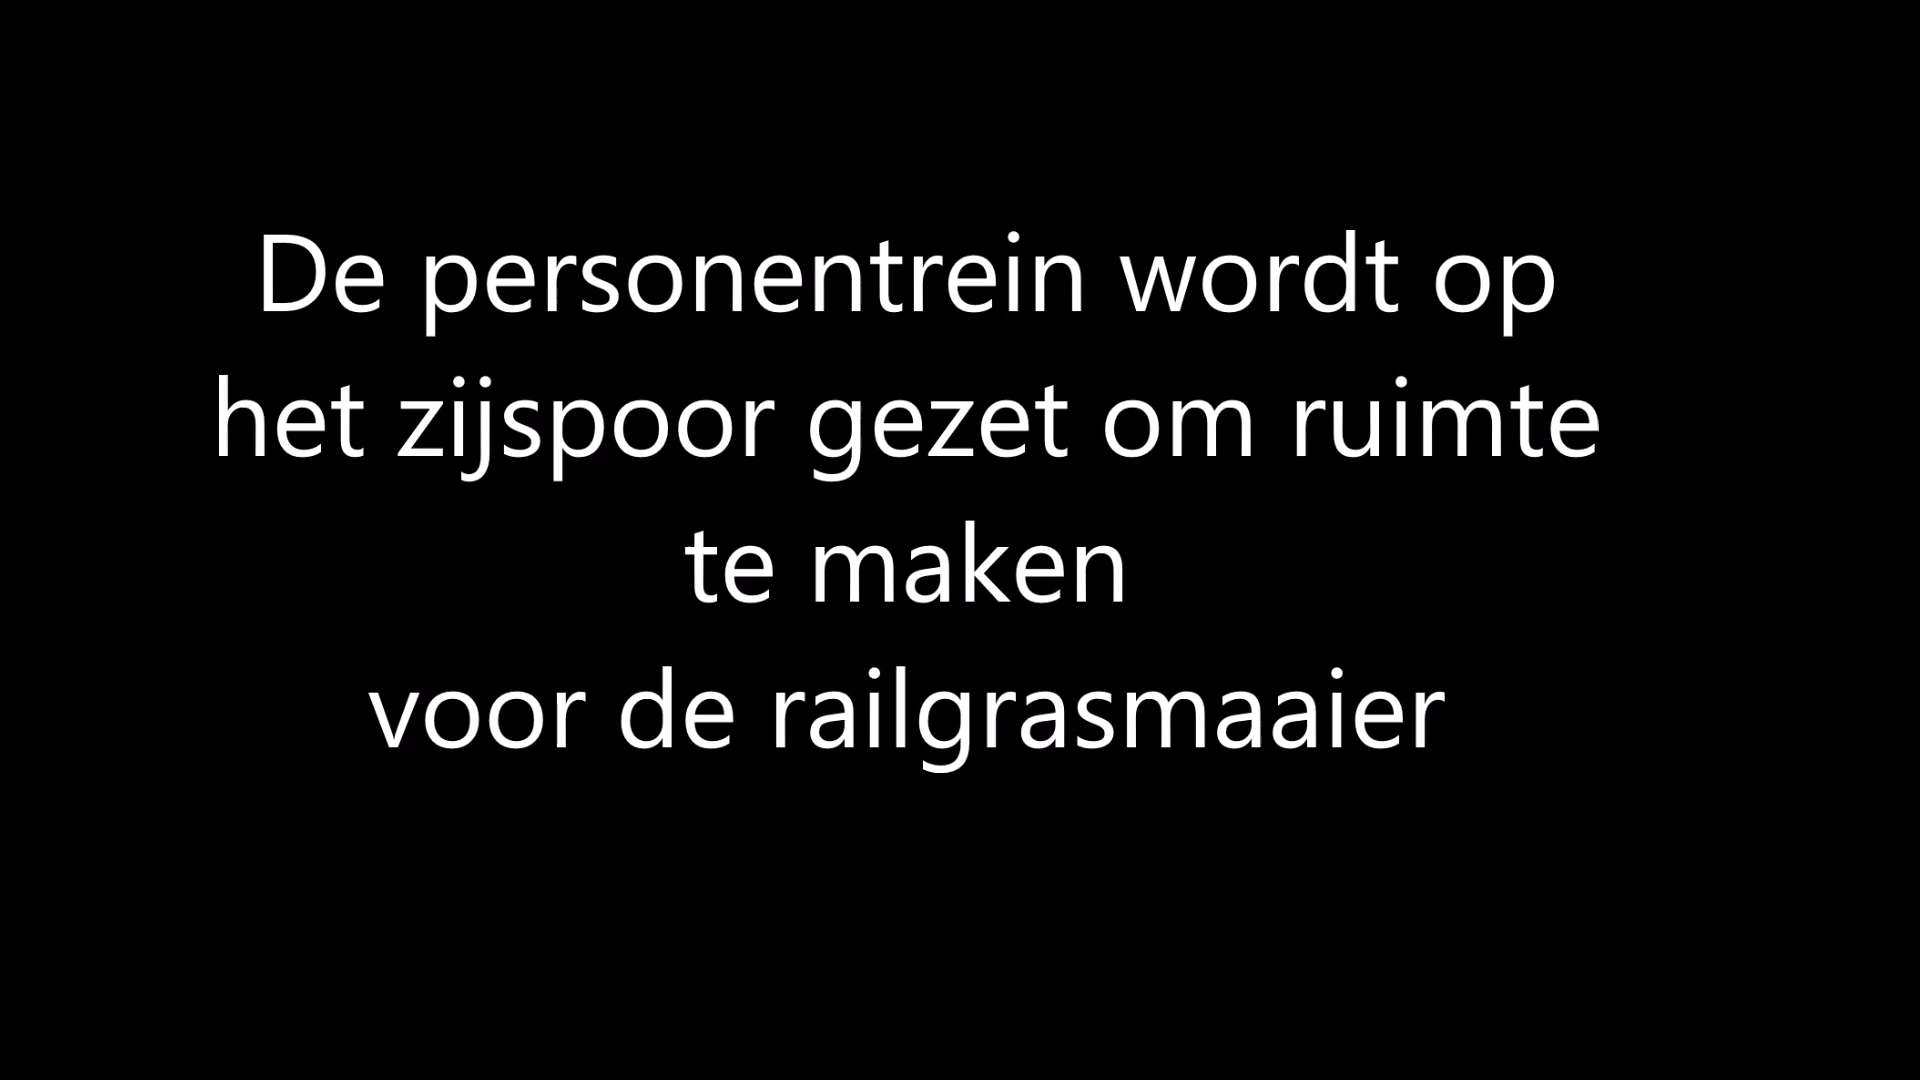 De personentrein wordt op
het zijspoor gezet om ruimte
te maken
voor de railgrasmaaier